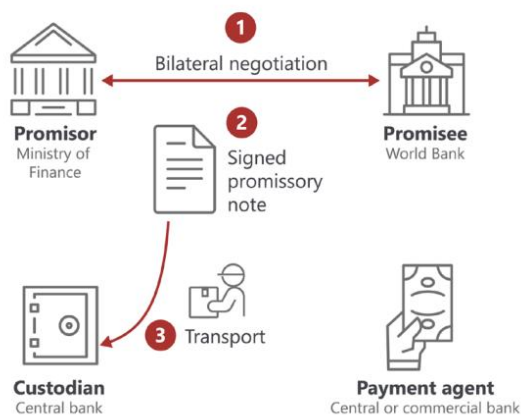 1
Bilateral negotiation
Promisor
Ministry of
Finance
Promisee
World Bank
2
Signed
promissory
note
3 Transport
Custodian
Central bank
Payment agent
Central or commercial bank